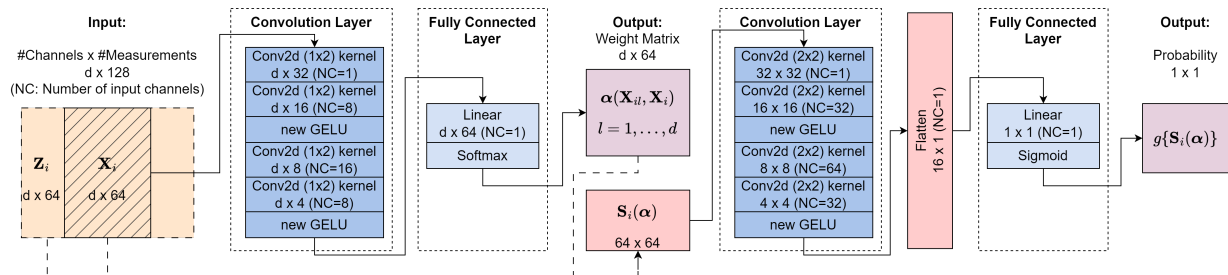 Input:
#Channels x #Measurements
d x 128
(NC: Number of input channels)
Z_i
d x 64
X_i
d x 64
Convolution Layer
Conv2d (1x2) kernel
d x 32 (NC=1)
Conv2d (1x2) kernel
d x 16 (NC=8)
new GELU
Conv2d (1x2) kernel
d x 8 (NC=16)
Conv2d (1x2) kernel
d x 4 (NC=8)
new GELU
Fully Connected
Layer
Linear
d x 64 (NC=1)
Softmax
Output:
Weight Matrix
d x 64
α(X_il, X_i)
l = 1, . . . , d
S_i(α)
64 x 64
Convolution Layer
Conv2d (2x2) kernel
32 x 32 (NC=1)
Conv2d (2x2) kernel
16 x 16 (NC=32)
new GELU
Conv2d (2x2) kernel
8 x 8 (NC=64)
Conv2d (2x2) kernel
4 x 4 (NC=32)
new GELU
Flatten
16 x 1 (NC=1)
Fully Connected
Layer
Linear
1 x 1 (NC=1)
Sigmoid
Output:
Probability
1 x 1
g{S_i(α)}